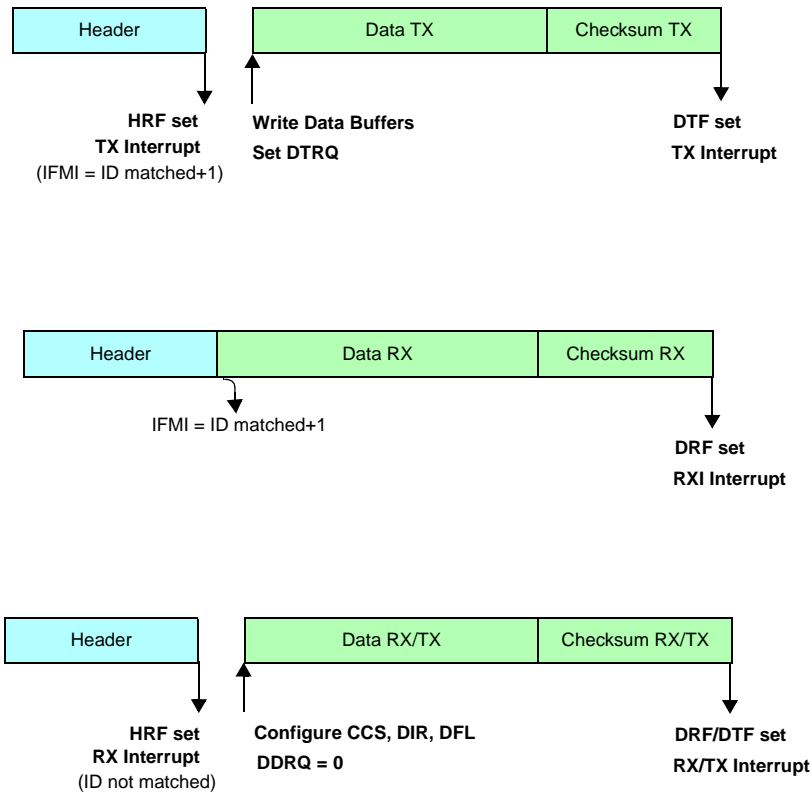 Header
Data TX
Checksum TX
HRF set
TX Interrupt
(IFMI = ID matched+1)
Write Data Buffers
Set DTRQ
DTF set
TX Interrupt
Header
Data RX
Checksum RX
IFMI = ID matched+1
DRF set
RXI Interrupt
Header
Data RX/TX
Checksum RX/TX
HRF set
RX Interrupt
(ID not matched)
Configure CCS, DIR, DFL
DDRQ = 0
DRF/DTF set
RX/TX Interrupt